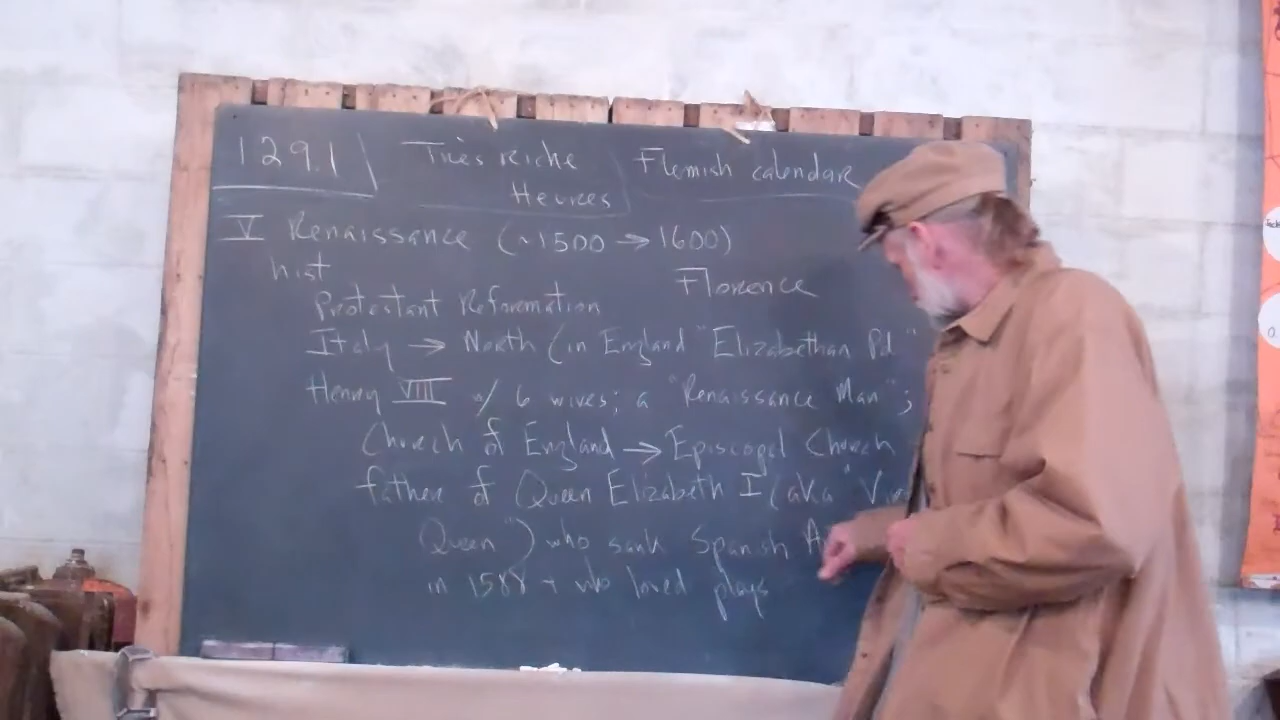 129.1
Très Riche
Heures
Flemish calendar
V Renaissance (~1500 → 1600)
hist
Florence
Protestant Reformation
Italy → North (in England "Elizabethan Pd"
Henry VIII w/ 6 wives; a "Renaissance Man";
Church of England → Episcopal Church
father of Queen Elizabeth I (aka "Vir
Queen") who sank Spanish A
in 1588 + who loved plays